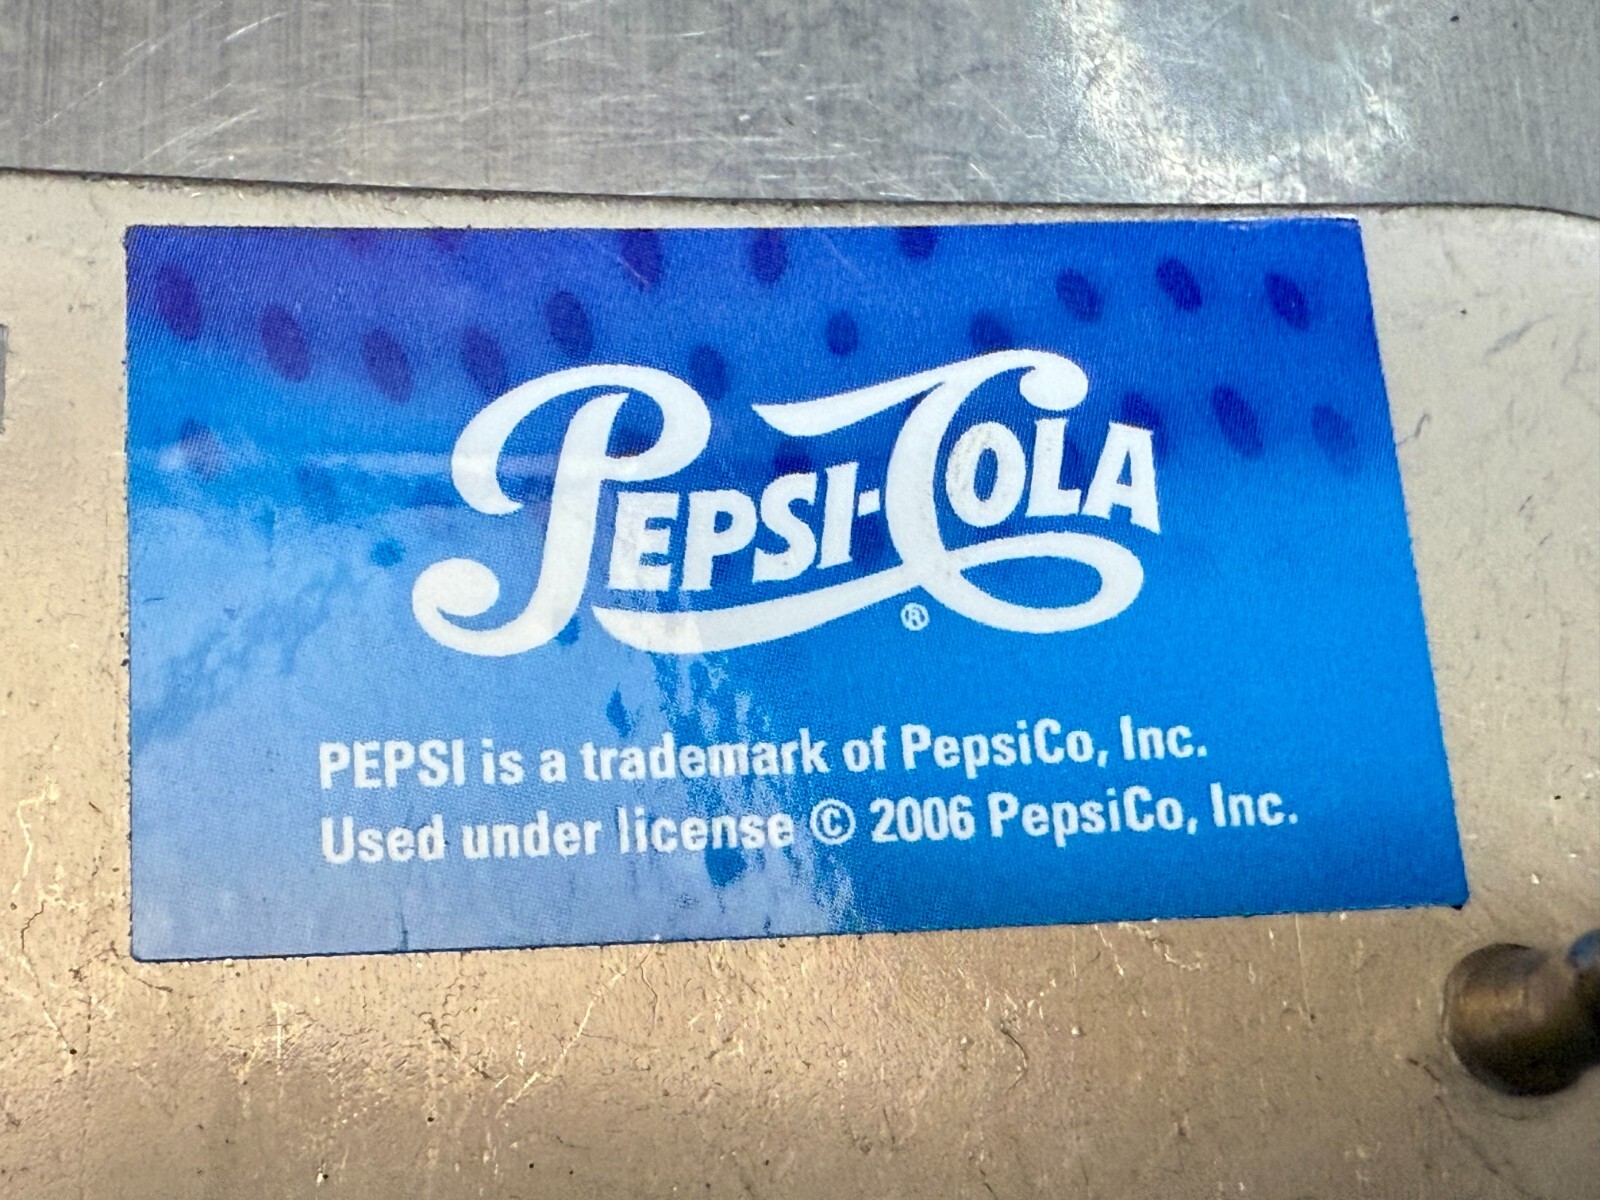 PEPSI-COLA
®
PEPSI is a trademark of PepsiCo, Inc.
Used under license © 2006 PepsiCo, Inc.